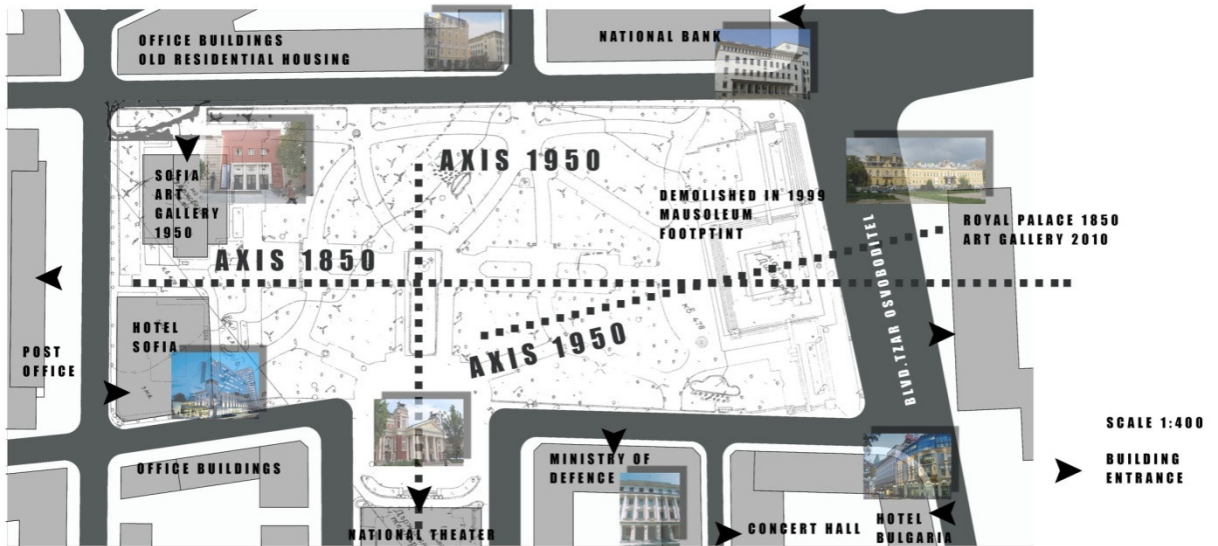 OFFICE BUILDINGS
OLD RESIDENTIAL HOUSING
NATIONAL BANK
AXIS 1950
SOFIA
ART
GALLERY
1950
DEMOLISHED IN 1999
MAUSOLEUM
FOOTPTINT
ROYAL PALACE 1850
ART GALLERY 2010
AXIS 1850
BLVD.TZAR OSVOBODITEL
HOTEL
SOFIA
AXIS 1950
POST
OFFICE
SCALE 1:400
BUILDING
ENTRANCE
OFFICE BUILDINGS
MINISTRY OF
DEFENCE
NATIONAL THEATER
CONCERT HALL
HOTEL
BULGARIA